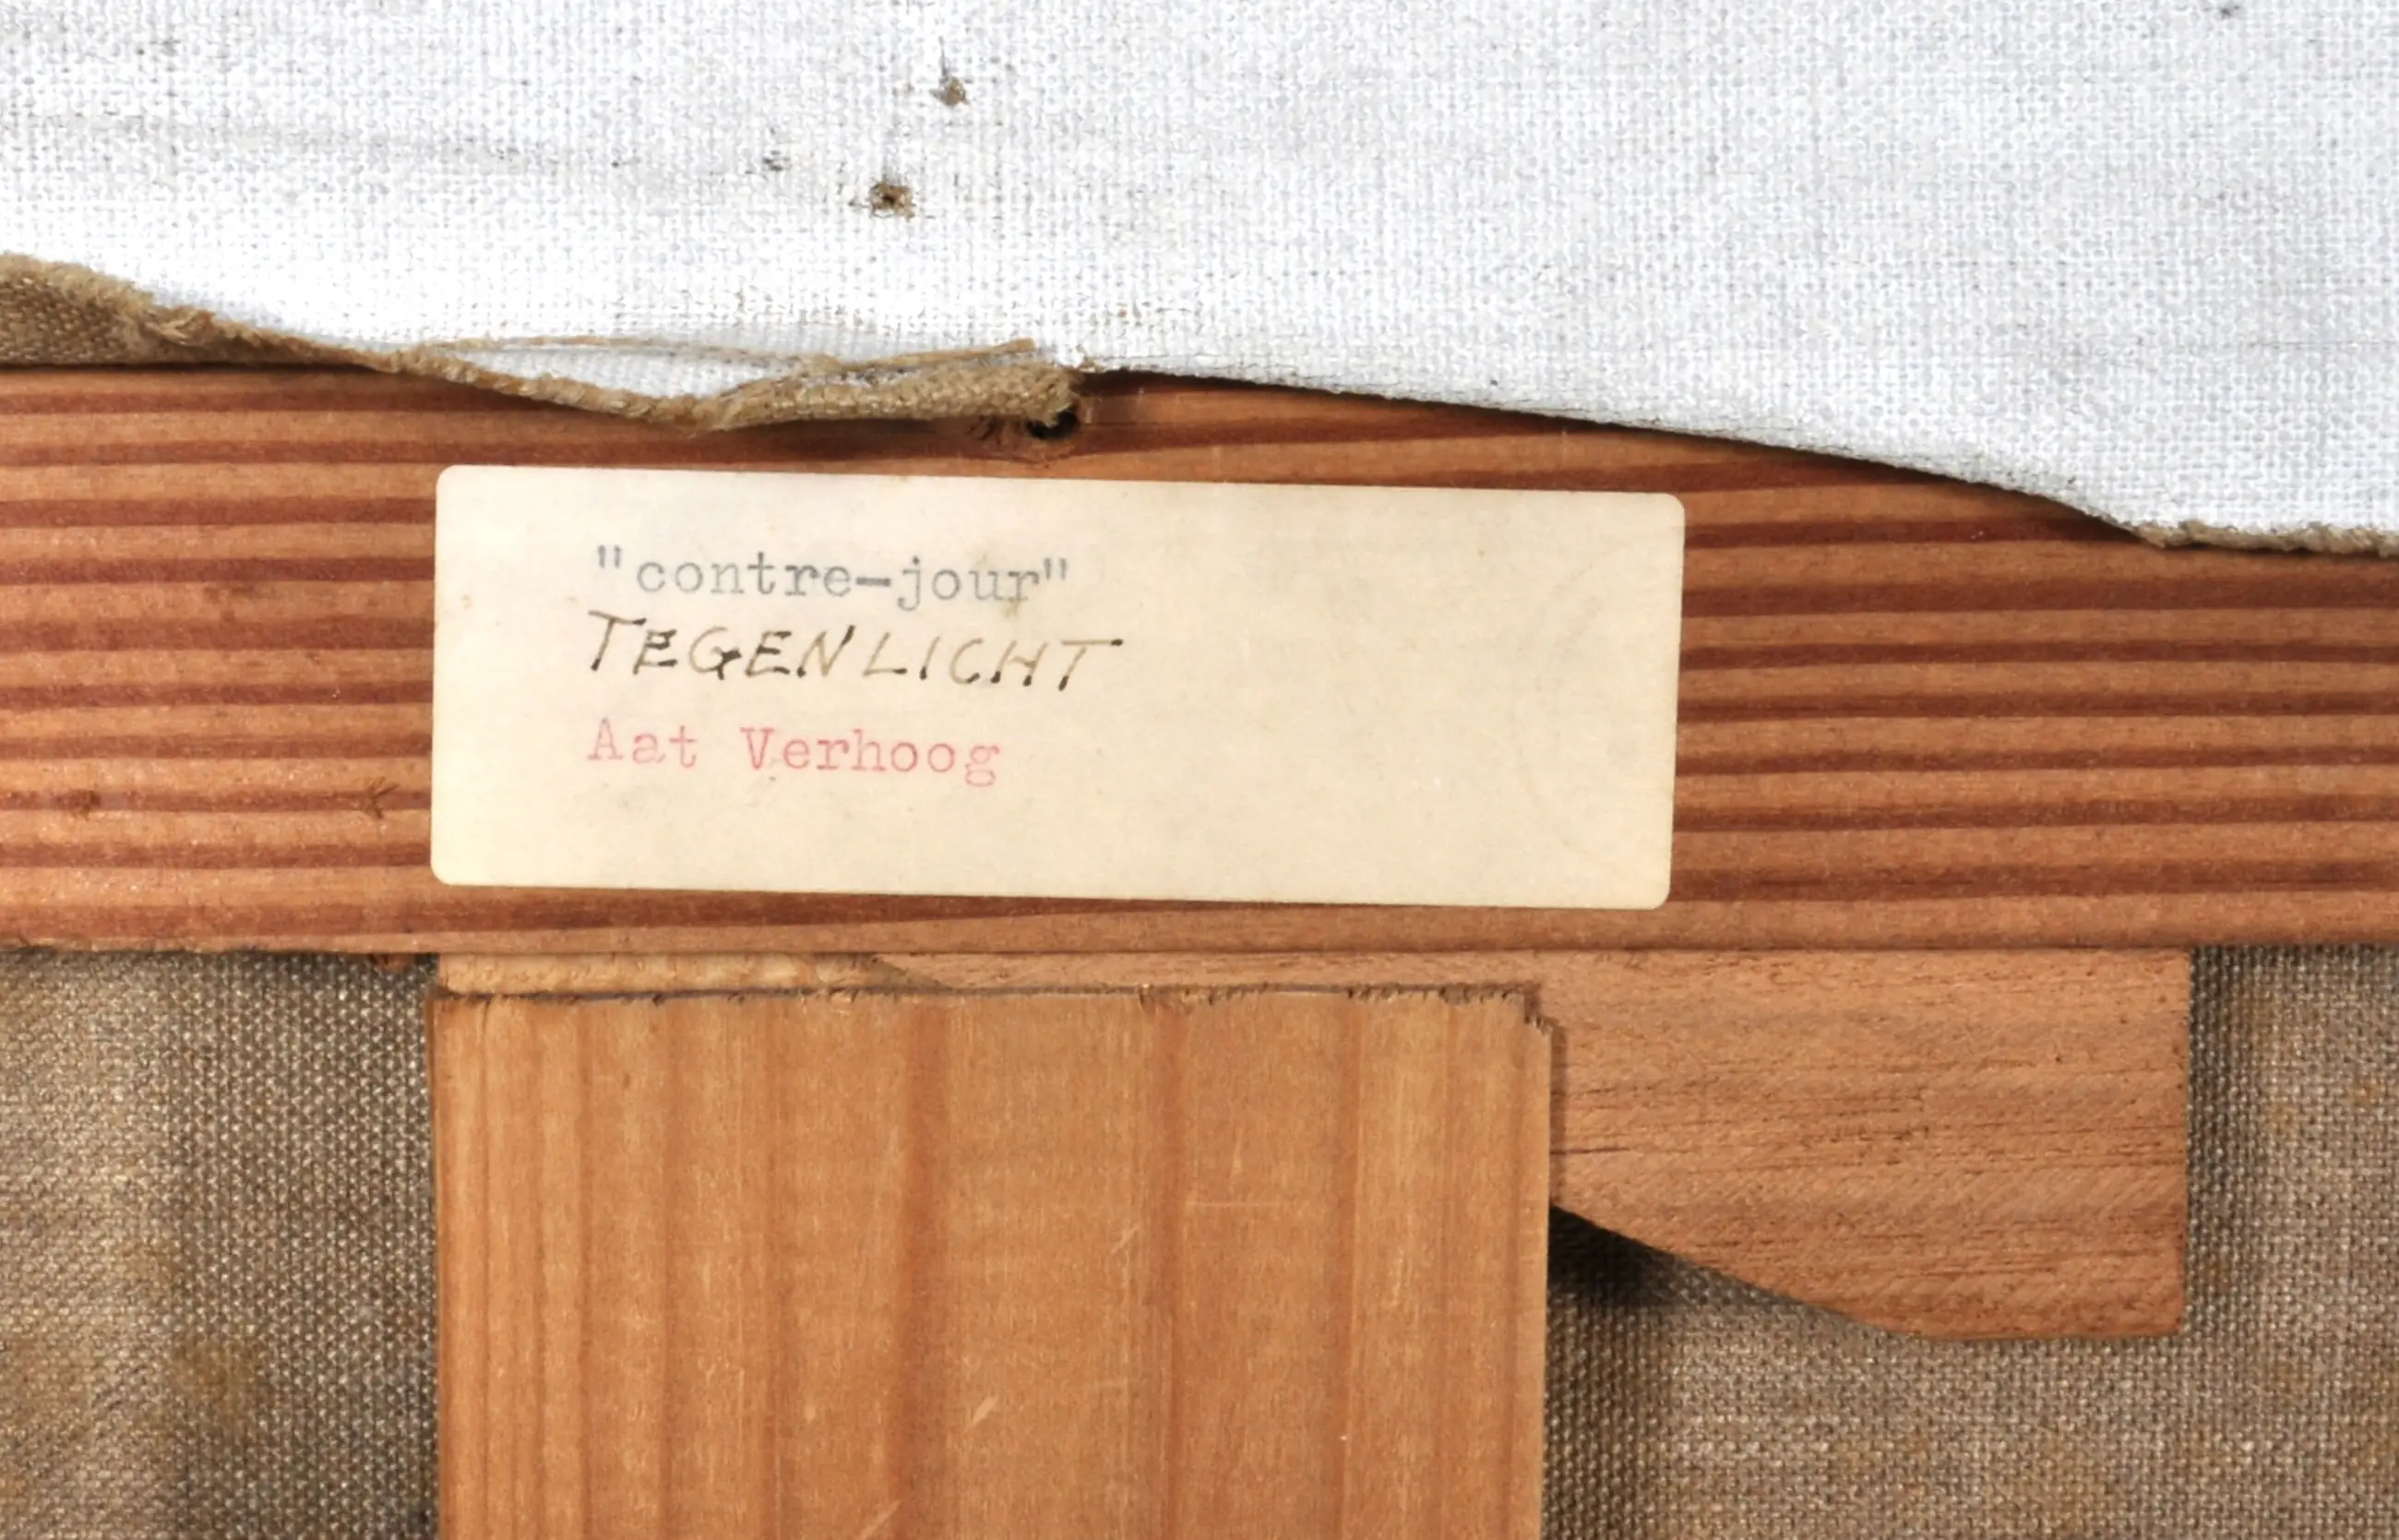 "contre-jour"
TEGENLICHT
Aat Verhoog